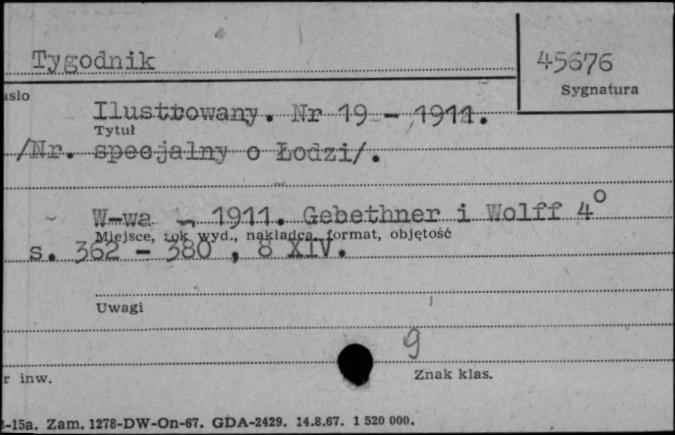 Tygodnik
45676
Sygnatura
asło
Ilustrowany. Nr 19 - 1911.
Tytuł
/Nr. specjalny o Łodzi/.
W-wa - 1911. Gebethner i Wolff 4°
Miejsce, rok wyd., nakładca, format, objętość
s. 362 - 380 , 8 XIV.
Uwagi
9
r inw.
Znak klas.
-15a. Zam. 1278-DW-On-67. GDA-2429. 14.8.67. 1 520 000.